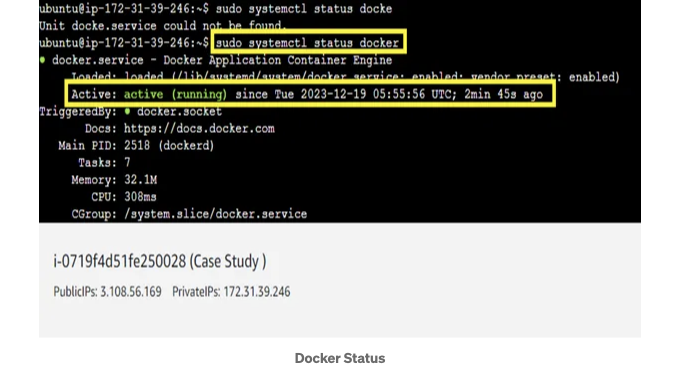 ubuntu@ip-172-31-39-246:~$ sudo systemctl status docke
Unit docke.service could not be found.
ubuntu@ip-172-31-39-246:~$ sudo systemctl status docker
● docker.service - Docker Application Container Engine
Loaded: loaded (/lib/systemd/system/docker.service; enabled; vendor preset: enabled)
Active: active (running) since Tue 2023-12-19 05:55:56 UTC; 2min 45s ago
TriggeredBy: ● docker.socket
Docs: https://docs.docker.com
Main PID: 2518 (dockerd)
Tasks: 7
Memory: 32.1M
CPU: 308ms
CGroup: /system.slice/docker.service
i-0719f4d51fe250028 (Case Study )
PublicIPs: 3.108.56.169 PrivateIPs: 172.31.39.246
Docker Status